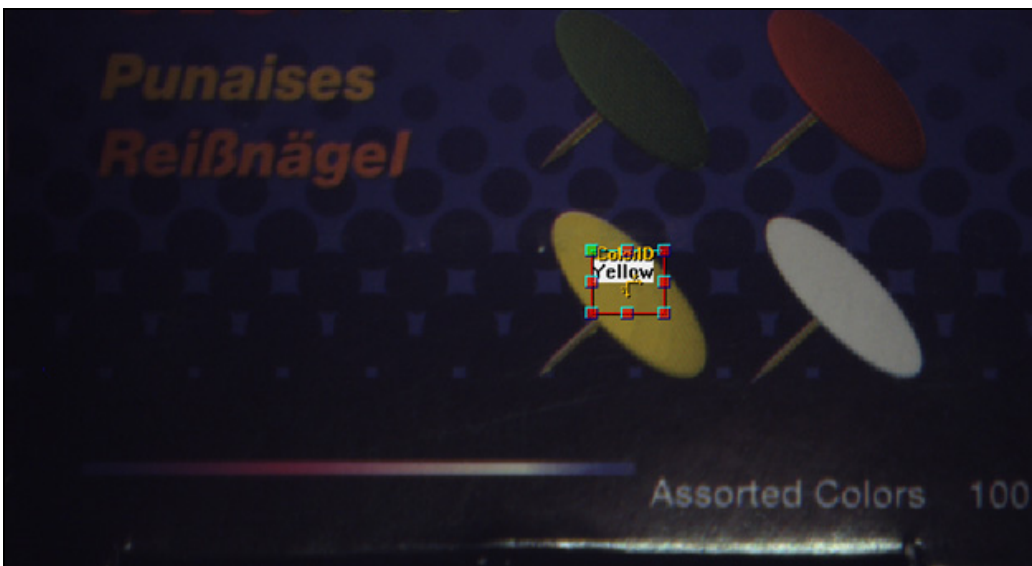 Punaises
Reißnägel
ColorID
Yellow
Assorted Colors 100